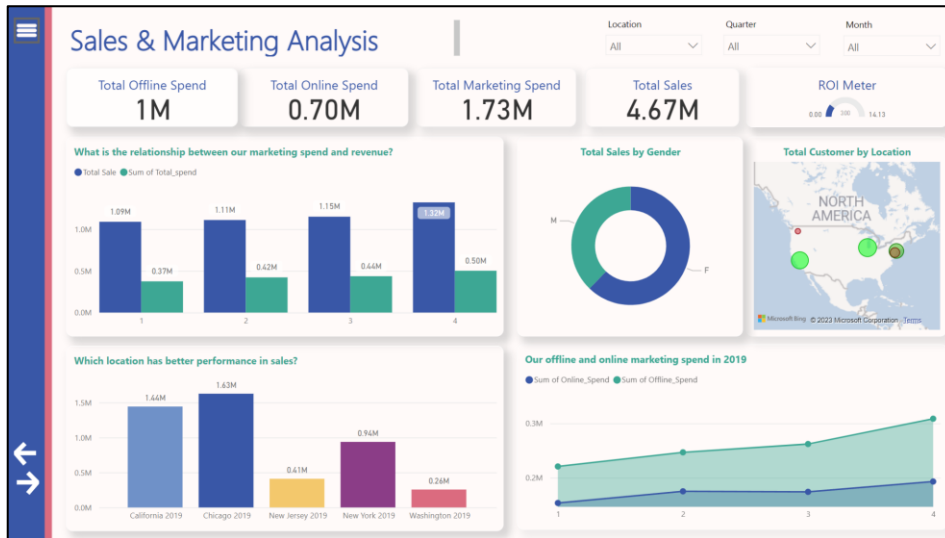 Sales & Marketing Analysis
Location
Quarter
Month
All
All
All
Total Offline Spend
1M
Total Online Spend
0.70M
Total Marketing Spend
1.73M
Total Sales
4.67M
ROI Meter
0.00
3.00
14.13
What is the relationship between our marketing spend and revenue?
Total Sale
Sum of Total_spend
1.09M
1.11M
1.15M
1.32M
0.37M
0.42M
0.44M
0.50M
1.0M
0.5M
0.0M
1
2
3
4
Total Sales by Gender
M
F
Total Customer by Location
NORTH
AMERICA
Microsoft Bing
© 2023 Microsoft Corporation
Terms
Which location has better performance in sales?
1.44M
1.63M
0.41M
0.94M
0.26M
1.5M
1.0M
0.5M
0.0M
California 2019
Chicago 2019
New Jersey 2019
New York 2019
Washington 2019
Our offline and online marketing spend in 2019
Sum of Online_Spend
Sum of Offline_Spend
0.3M
0.2M
1
2
3
4